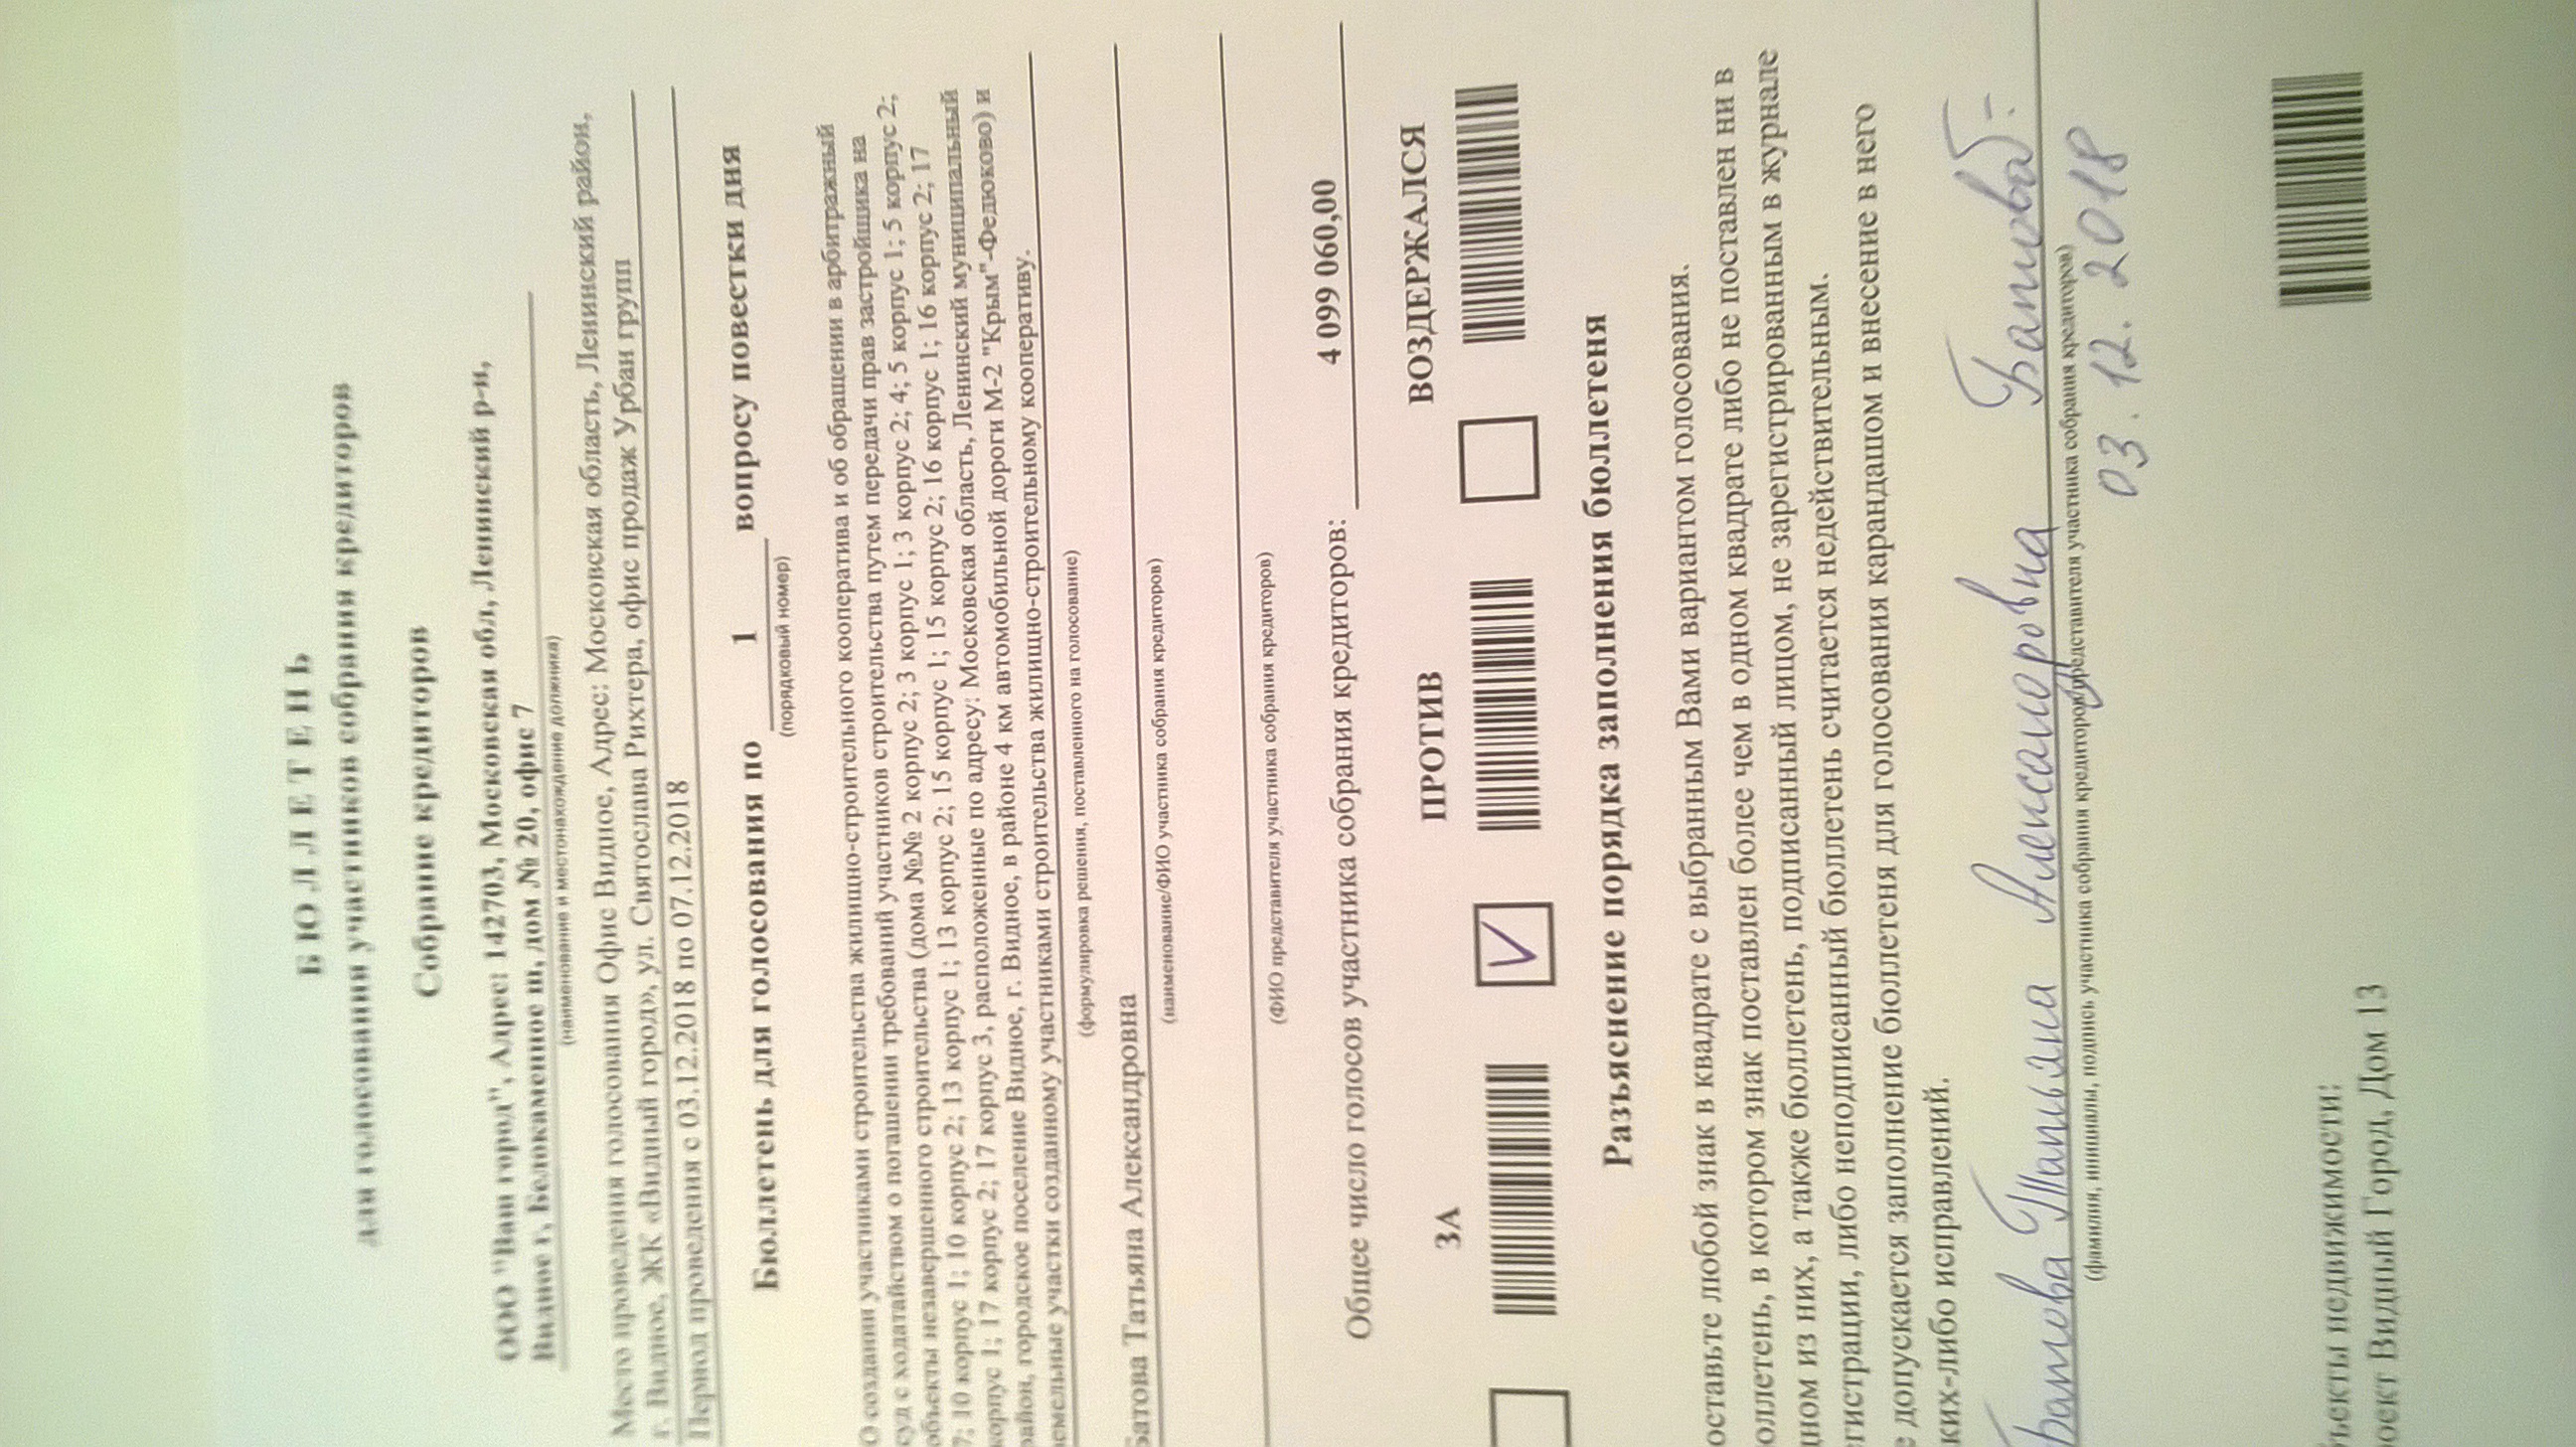 Б Ю Л Л Е Т Е Н Ь
для голосования участников собрания кредиторов
Собрание кредиторов
ООО "Ваш город", Адрес: 142703, Московская обл, Ленинский р-н,
Видное г, Белокаменное ш, дом № 20, офис 7
(наименование и местонахождение должника)
Место проведения голосования Офис Видное, Адрес: Московская область, Ленинский район,
г. Видное, ЖК «Видный город», ул. Святослава Рихтера, офис продаж Урбан групп
Период проведения с 03.12.2018 по 07.12.2018
Бюллетень для голосования по 1 вопросу повестки дня
(порядковый номер)
О создании участниками строительства жилищно-строительного кооператива и об обращении в арбитражный
суд с ходатайством о погашении требований участников строительства путем передачи прав застройщика на
объекты незавершенного строительства (дома №№ 2 корпус 2; 3 корпус 1; 3 корпус 2; 4; 5 корпус 1; 5 корпус 2;
7; 10 корпус 1; 10 корпус 2; 13 корпус 1; 13 корпус 2; 15 корпус 1; 15 корпус 2; 16 корпус 1; 16 корпус 2; 17
корпус 1; 17 корпус 2; 17 корпус 3, расположенные по адресу: Московская область, Ленинский муниципальный
район, городское поселение Видное, г. Видное, в районе 4 км автомобильной дороги М-2 "Крым"-Федюково) и
земельные участки созданному участниками строительства жилищно-строительному кооперативу.
(формулировка решения, поставленного на голосование)
Батова Татьяна Александровна
(наименование/ФИО участника собрания кредиторов)
(ФИО представителя участника собрания кредиторов)
Общее число голосов участника собрания кредиторов: 4 099 060,00
ЗА ПРОТИВ ВОЗДЕРЖАЛСЯ
V
Разъяснение порядка заполнения бюллетеня
оставьте любой знак в квадрате с выбранным Вами вариантом голосования.
оллетень, в котором знак поставлен более чем в одном квадрате либо не поставлен ни в
дном из них, а также бюллетень, подписанный лицом, не зарегистрированным в журнале
гистрации, либо неподписанный бюллетень считается недействительным.
е допускается заполнение бюллетеня для голосования карандашом и внесение в него
ких-либо исправлений.
Батова Татьяна Александровна Батова
(фамилия, инициалы, подпись участника собрания кредиторов/представителя участника собрания кредиторов)
03.12.2018
ъекты недвижимости:
оект Видный Город, Дом 13